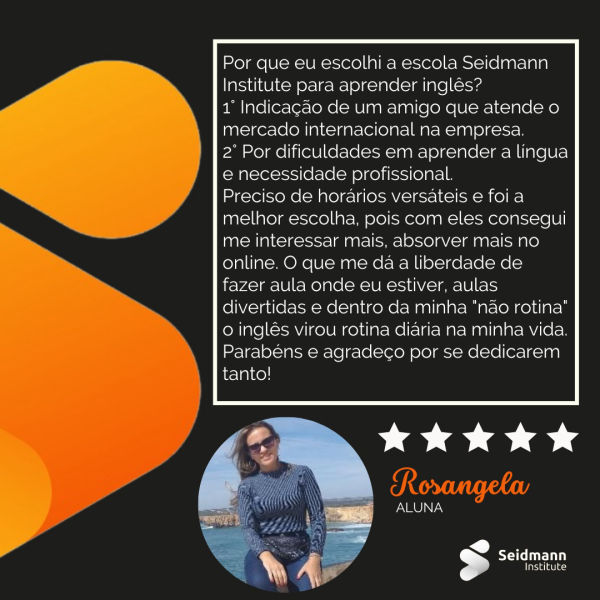 Por que eu escolhi a escola Seidmann
Institute para aprender inglês?
1° Indicação de um amigo que atende o
mercado internacional na empresa.
2° Por dificuldades em aprender a língua
e necessidade profissional.
Preciso de horários versáteis e foi a
melhor escolha, pois com eles consegui
me interessar mais, absorver mais no
online. O que me dá a liberdade de
fazer aula onde eu estiver, aulas
divertidas e dentro da minha "não rotina"
o inglês virou rotina diária na minha vida.
Parabéns e agradeço por se dedicarem
tanto!
Rosangela
ALUNA
Seidmann
Institute